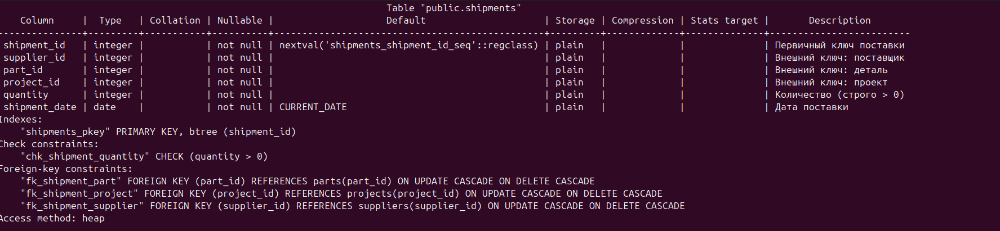 Table "public.shipments"
Column | Type | Collation | Nullable | Default | Storage | Compression | Stats target | Description
---------------+---------+-----------+----------+------------------------------------------------+---------+-------------+--------------+-------------------------
shipment_id | integer | | not null | nextval('shipments_shipment_id_seq'::regclass) | plain | | | Первичный ключ поставки
supplier_id | integer | | not null | | plain | | | Внешний ключ: поставщик
part_id | integer | | not null | | plain | | | Внешний ключ: деталь
project_id | integer | | not null | | plain | | | Внешний ключ: проект
quantity | integer | | not null | | plain | | | Количество (строго > 0)
shipment_date | date | | not null | CURRENT_DATE | plain | | | Дата поставки
Indexes:
"shipments_pkey" PRIMARY KEY, btree (shipment_id)
Check constraints:
"chk_shipment_quantity" CHECK (quantity > 0)
Foreign-key constraints:
"fk_shipment_part" FOREIGN KEY (part_id) REFERENCES parts(part_id) ON UPDATE CASCADE ON DELETE CASCADE
"fk_shipment_project" FOREIGN KEY (project_id) REFERENCES projects(project_id) ON UPDATE CASCADE ON DELETE CASCADE
"fk_shipment_supplier" FOREIGN KEY (supplier_id) REFERENCES suppliers(supplier_id) ON UPDATE CASCADE ON DELETE CASCADE
Access method: heap